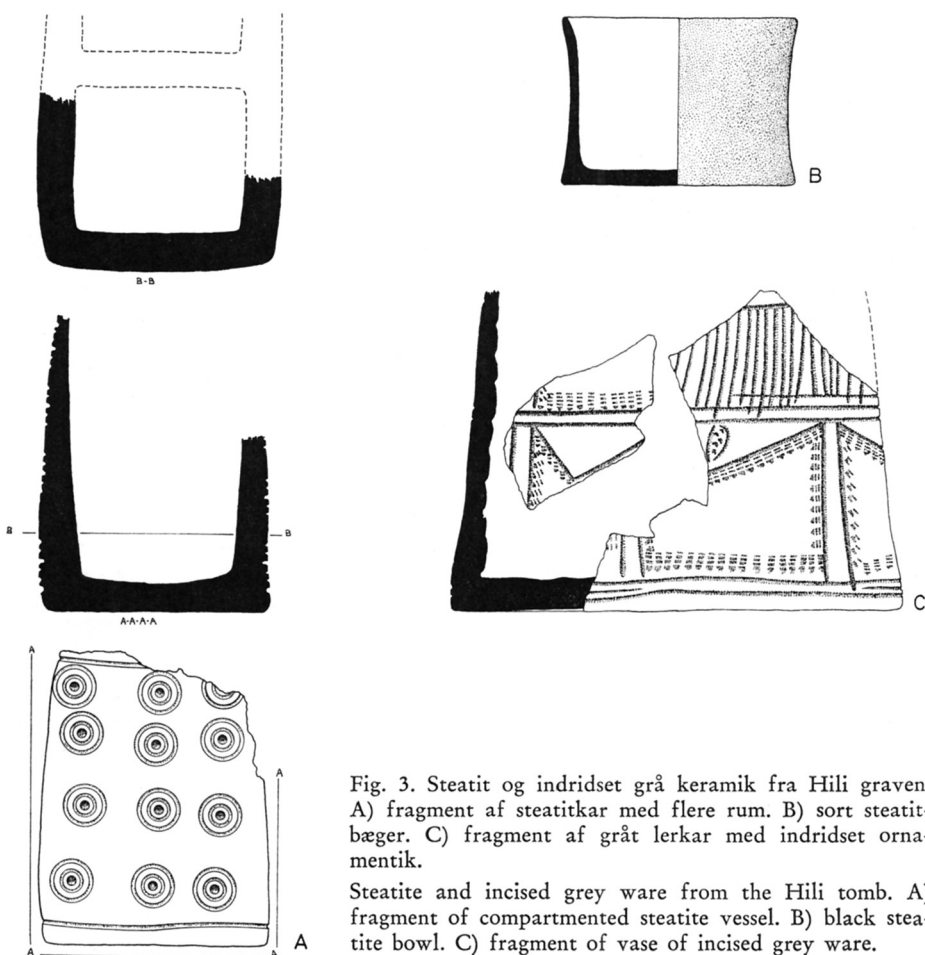 B
B-B
B
B
A-A-A-A
C
A
A
A
A
A
Fig. 3. Steatit og indridset grå keramik fra Hili graven
A) fragment af steatitkar med flere rum. B) sort steatit-
bæger. C) fragment af gråt lerkar med indridset orna-
mentik.
Steatite and incised grey ware from the Hili tomb. A)
fragment of compartmented steatite vessel. B) black stea-
tite bowl. C) fragment of vase of incised grey ware.